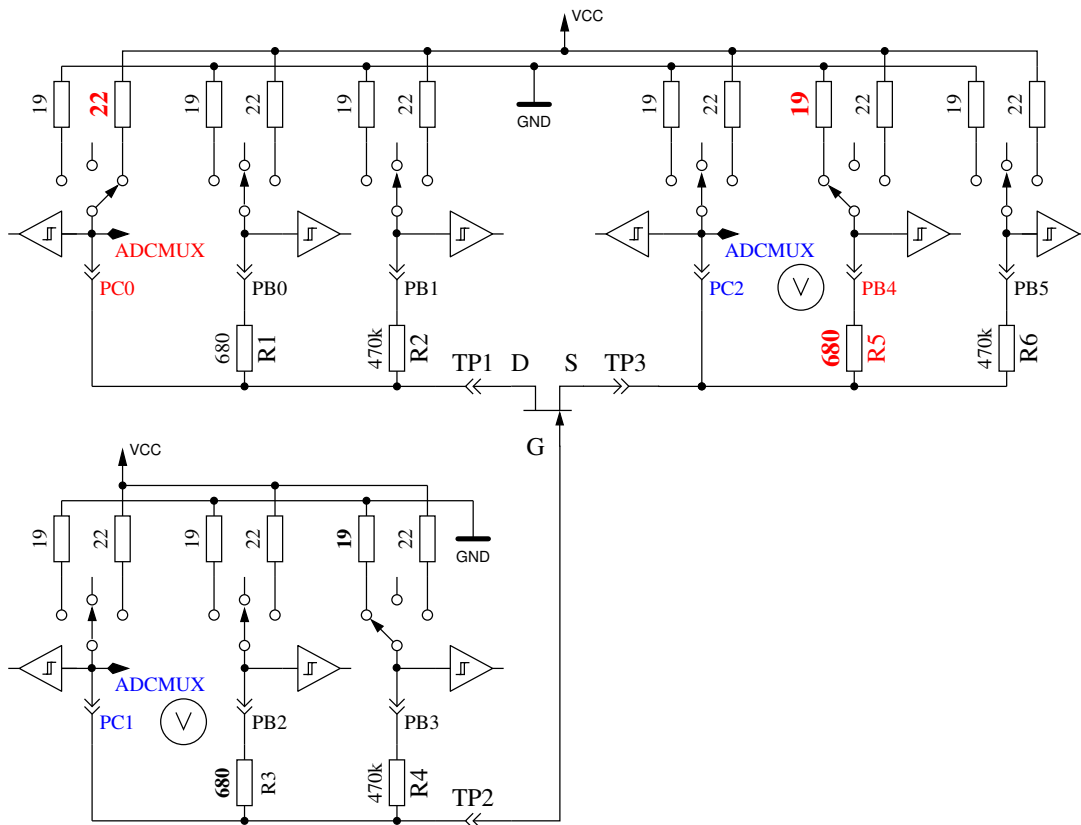 VCC
19 22 19 22 19 22 GND 19 22 19 22 19 22
ADCMUX ADCMUX V
PC0 PB0 PB1 PC2 PB4 PB5
680 R1 470k R2 680 R5 470k R6
TP1 D S TP3
G
VCC
19 22 19 22 19 22 GND
ADCMUX V
PC1 PB2 PB3
680 R3 470k R4
TP2